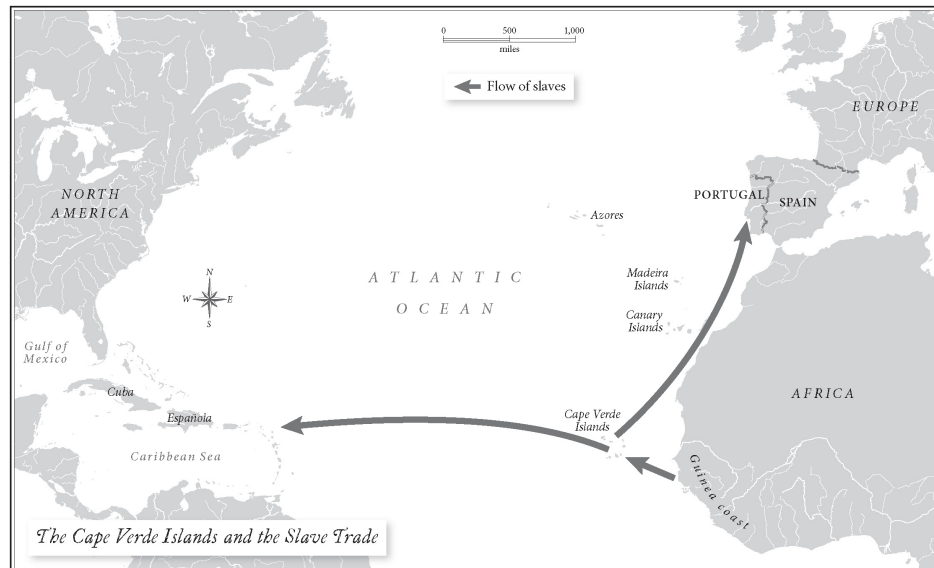 0 500 1,000
miles
Flow of slaves
EUROPE
NORTH
AMERICA
PORTUGAL
SPAIN
Azores
ATLANTIC
OCEAN
Madeira
Islands
N
W E
S
Canary
Islands
Gulf of
Mexico
Cuba
AFRICA
Española
Cape Verde
Islands
Caribbean Sea
Guinea coast
The Cape Verde Islands and the Slave Trade